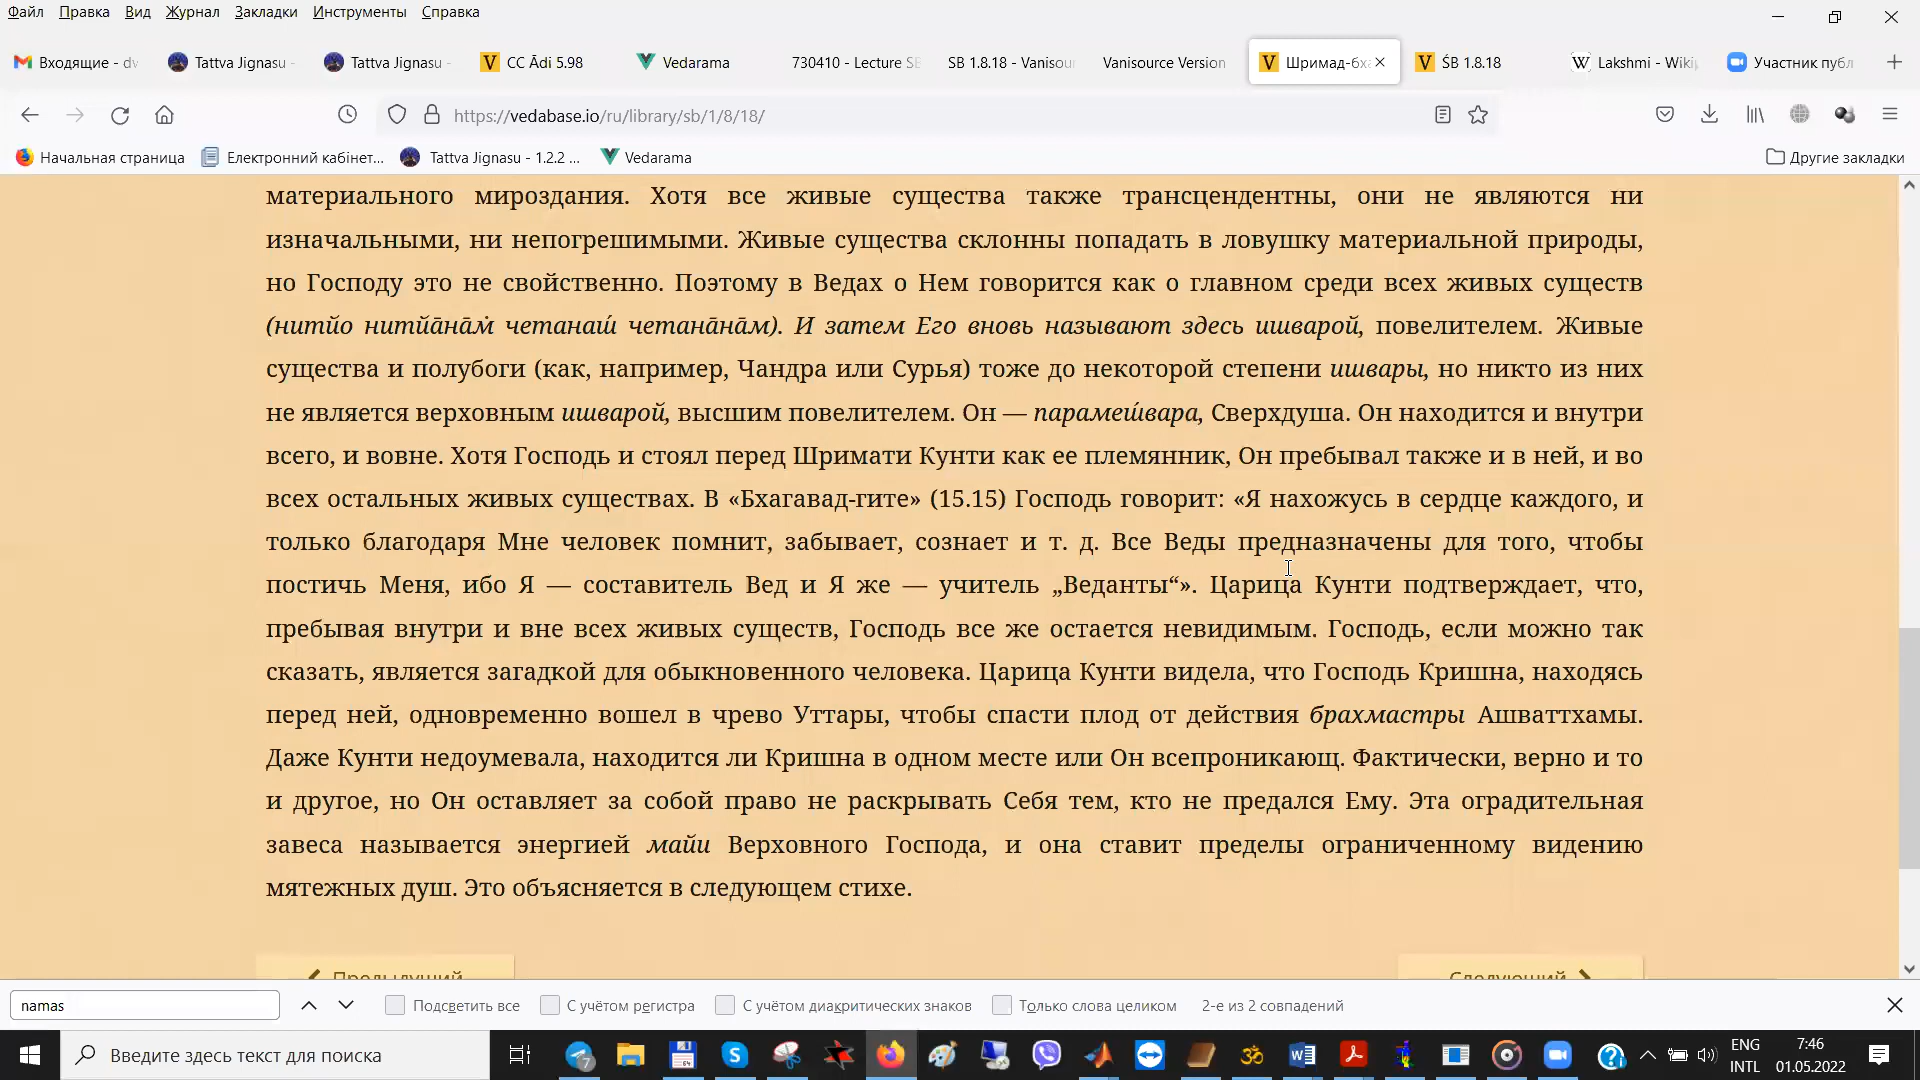 Файл Правка Вид Журнал Закладки Инструменты Справка
Входящие - dv
Tattva Jignasu -
Tattva Jignasu -
CC Ādi 5.98
Vedarama
730410 - Lecture SB
SB 1.8.18 - Vanisour
Vanisource Version
Шримад-бха
ŚB 1.8.18
Lakshmi - Wikip
Участник публ
https://vedabase.io/ru/library/sb/1/8/18/
Начальная страница
Електронний кабінет...
Tattva Jignasu - 1.2.2 ...
Vedarama
Другие закладки
материального мироздания. Хотя все живые существа также трансцендентны, они не являются ни
изначальными, ни непогрешимыми. Живые существа склонны попадать в ловушку материальной природы,
но Господу это не свойственно. Поэтому в Ведах о Нем говорится как о главном среди всех живых существ
(нитйо нитйа̄на̄м̇ четанаш́ четана̄на̄м). И затем Его вновь называют здесь ишварой, повелителем. Живые
существа и полубоги (как, например, Чандра или Сурья) тоже до некоторой степени ишвары, но никто из них
не является верховным ишварой, высшим повелителем. Он — парамеш́вара, Сверхдуша. Он находится и внутри
всего, и вовне. Хотя Господь и стоял перед Шримати Кунти как ее племянник, Он пребывал также и в ней, и во
всех остальных живых существах. В «Бхагавад-гите» (15.15) Господь говорит: «Я нахожусь в сердце каждого, и
только благодаря Мне человек помнит, забывает, сознает и т. д. Все Веды предназначены для того, чтобы
постичь Меня, ибо Я — составитель Вед и Я же — учитель „Веданты“». Царица Кунти подтверждает, что,
пребывая внутри и вне всех живых существ, Господь все же остается невидимым. Господь, если можно так
сказать, является загадкой для обыкновенного человека. Царица Кунти видела, что Господь Кришна, находясь
перед ней, одновременно вошел в чрево Уттары, чтобы спасти плод от действия брахмастры Ашваттхамы.
Даже Кунти недоумевала, находится ли Кришна в одном месте или Он всепроникающ. Фактически, верно и то
и другое, но Он оставляет за собой право не раскрывать Себя тем, кто не предался Ему. Эта оградительная
завеса называется энергией майи Верховного Господа, и она ставит пределы ограниченному видению
мятежных душ. Это объясняется в следующем стихе.
Предыдущий
Следующий
namas
Подсветить все
С учётом регистра
С учётом диакритических знаков
Только слова целиком
2-е из 2 совпадений
Введите здесь текст для поиска
7
64
ENG
INTL
7:46
01.05.2022